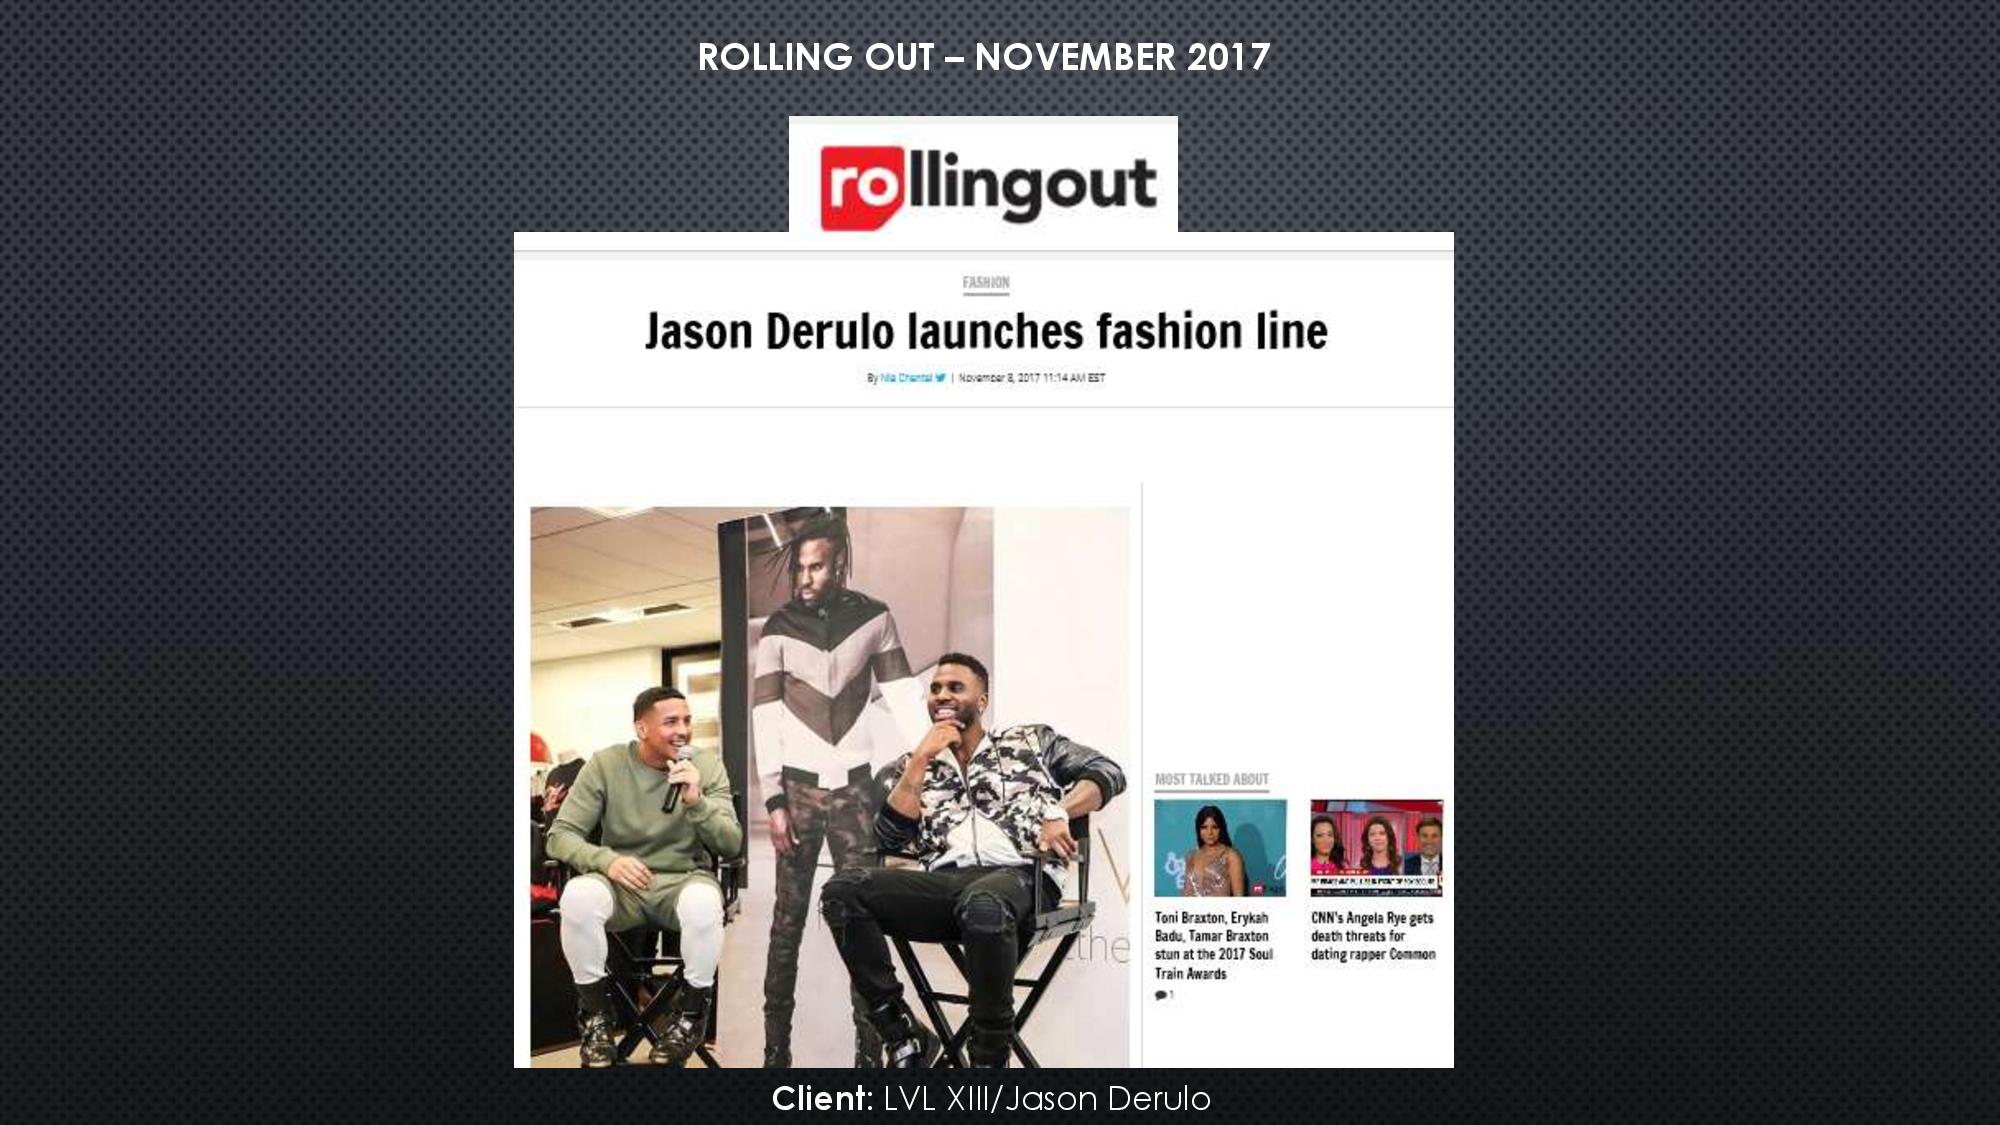 ROLLING OUT – NOVEMBER 2017
rollingout
FASHION
Jason Derulo launches fashion line
By Nia Chantal | November 8, 2017 11:14 AM EST
the
MOST TALKED ABOUT
Toni Braxton, Erykah
Badu, Tamar Braxton
stun at the 2017 Soul
Train Awards
1
CNN's Angela Rye gets
death threats for
dating rapper Common
Client: LVL XIII/Jason Derulo